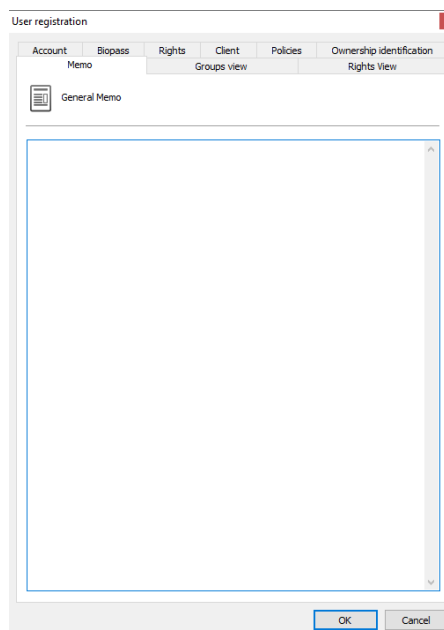 User registration
Account Biopass Rights Client Policies Ownership identification
Memo Groups view Rights View
General Memo
OK Cancel